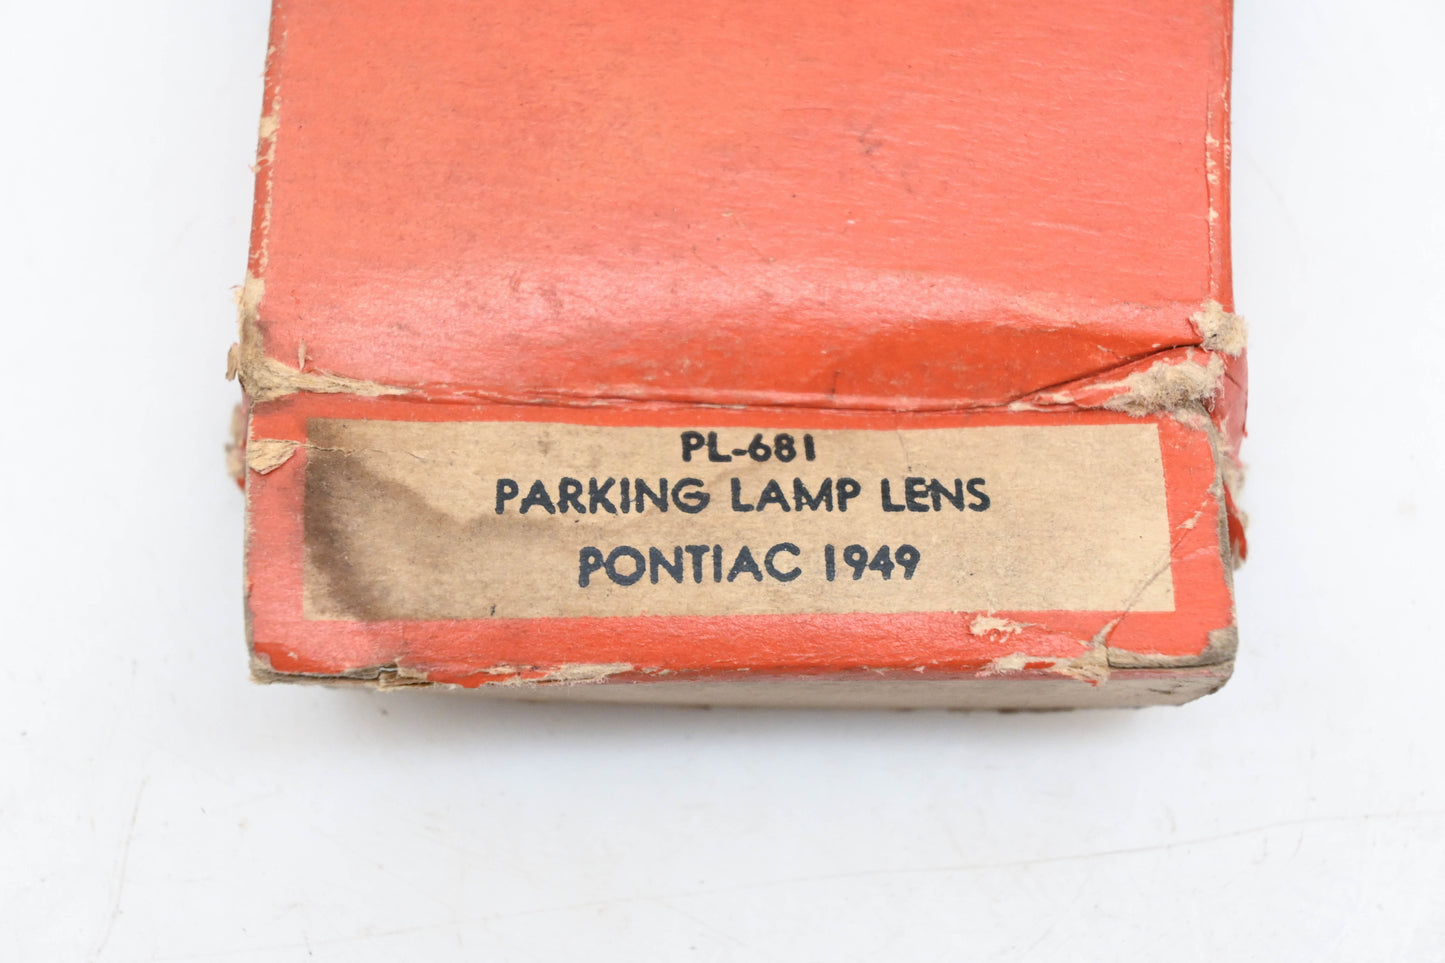 PL-681
PARKING LAMP LENS
PONTIAC 1949